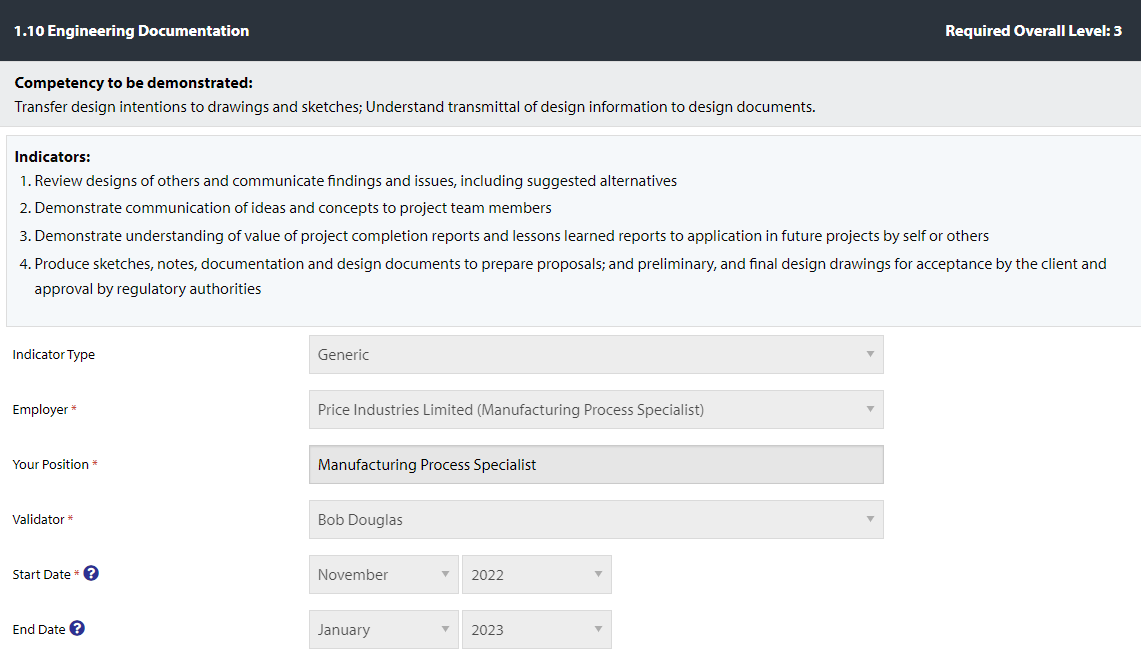 1.10 Engineering Documentation Required Overall Level: 3
Competency to be demonstrated:
Transfer design intentions to drawings and sketches; Understand transmittal of design information to design documents.
Indicators:
1. Review designs of others and communicate findings and issues, including suggested alternatives
2. Demonstrate communication of ideas and concepts to project team members
3. Demonstrate understanding of value of project completion reports and lessons learned reports to application in future projects by self or others
4. Produce sketches, notes, documentation and design documents to prepare proposals; and preliminary, and final design drawings for acceptance by the client and
approval by regulatory authorities
Indicator Type Generic
Employer * Price Industries Limited (Manufacturing Process Specialist)
Your Position * Manufacturing Process Specialist
Validator * Bob Douglas
Start Date * ? November 2022
End Date ? January 2023